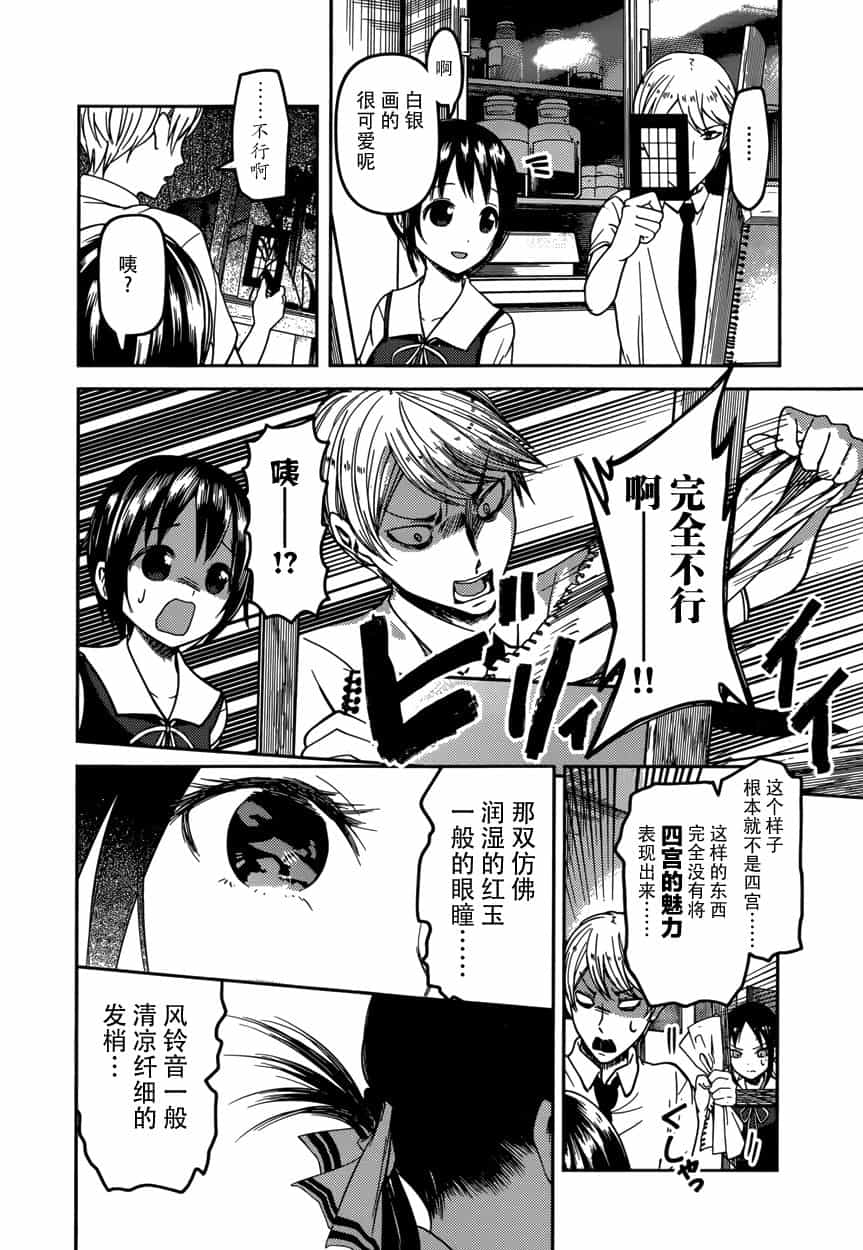 ?
……
啊
白银
画的
很可爱呢
……
不行啊
咦?
完全不行
啊——!!
咦——!?
ビリィィ
这个样子
根本就不是四宫…
这样的东西
完全没有将
四宫的魅力
表现出来…
くしゃっ
那双仿佛
润湿的红玉
一般的眼瞳……
风铃音一般
清凉纤细的
发梢…